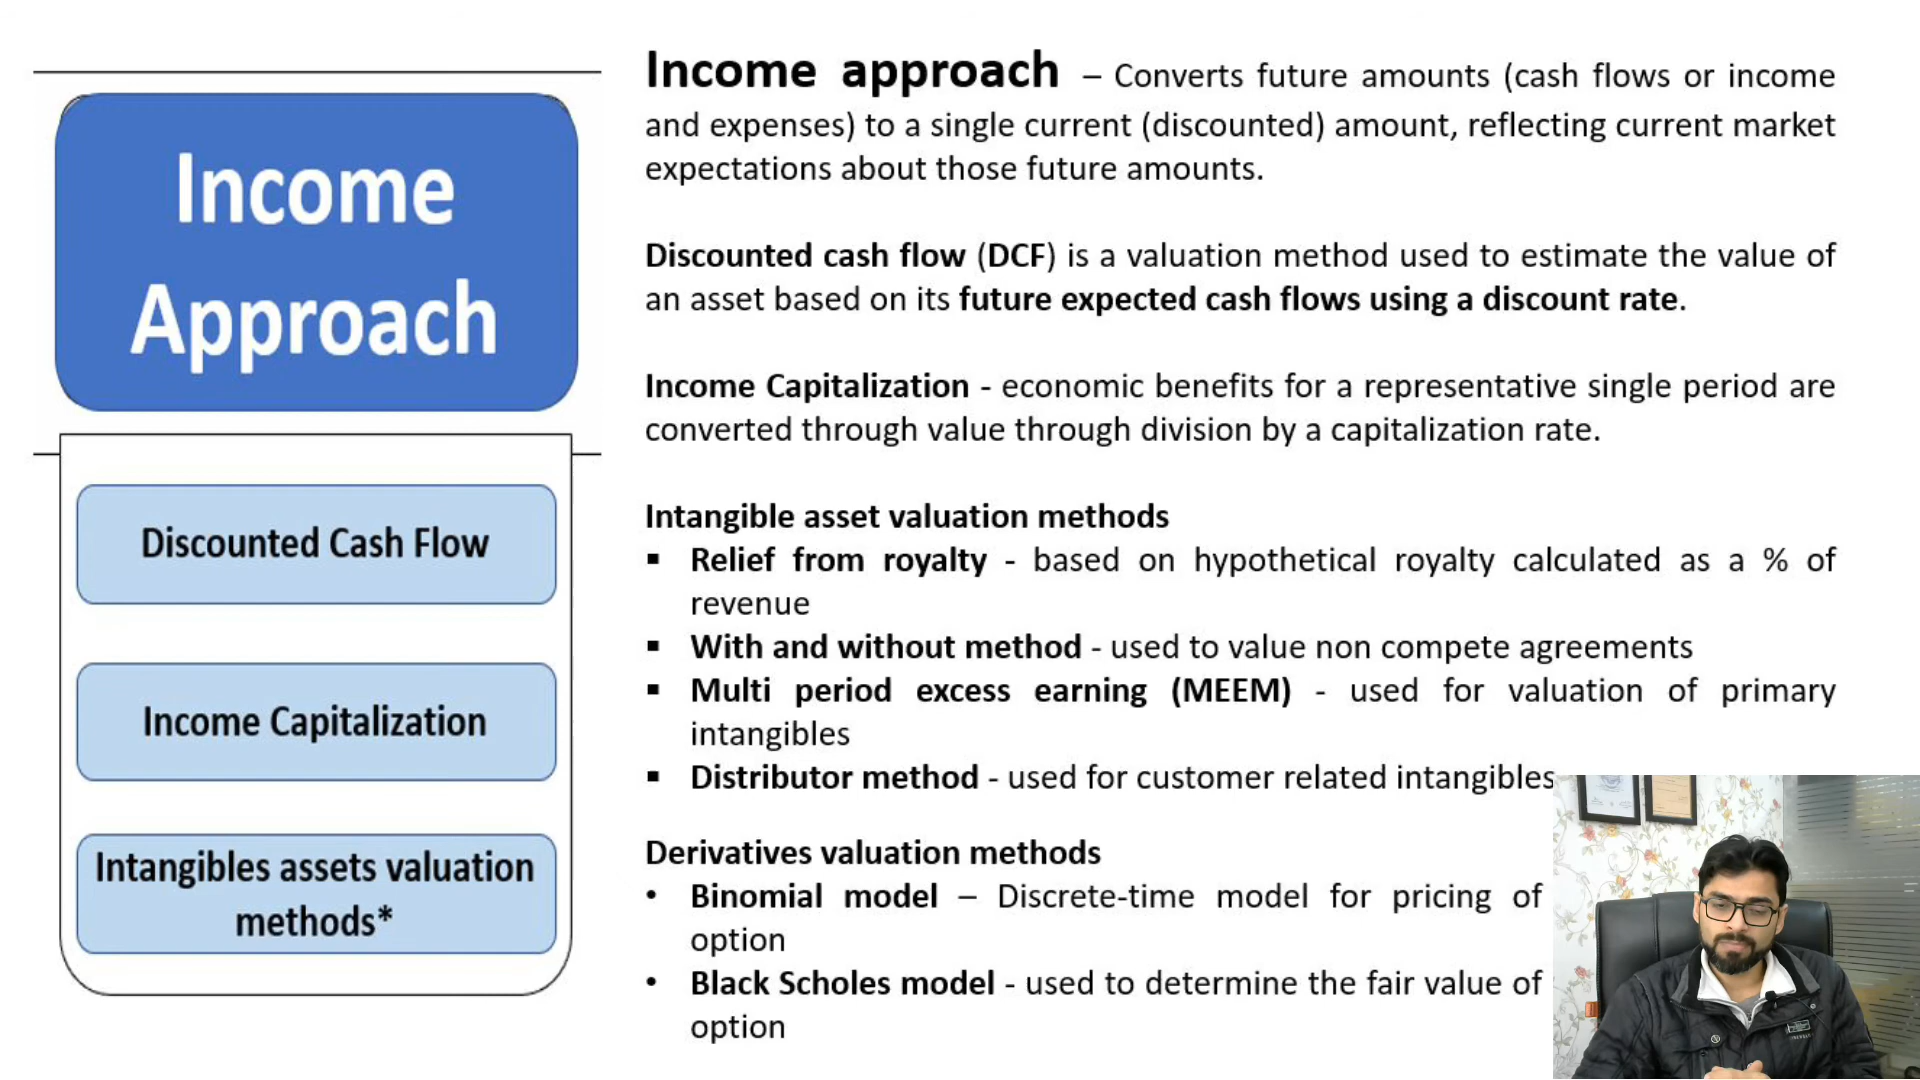 Income
Approach
Discounted Cash Flow
Income Capitalization
Intangibles assets valuation
methods*
Income approach – Converts future amounts (cash flows or income
and expenses) to a single current (discounted) amount, reflecting current market
expectations about those future amounts.
Discounted cash flow (DCF) is a valuation method used to estimate the value of
an asset based on its future expected cash flows using a discount rate.
Income Capitalization - economic benefits for a representative single period are
converted through value through division by a capitalization rate.
Intangible asset valuation methods
▪ Relief from royalty - based on hypothetical royalty calculated as a % of
revenue
▪ With and without method - used to value non compete agreements
▪ Multi period excess earning (MEEM) - used for valuation of primary
intangibles
▪ Distributor method - used for customer related intangibles
Derivatives valuation methods
• Binomial model – Discrete-time model for pricing of
option
• Black Scholes model - used to determine the fair value of
option